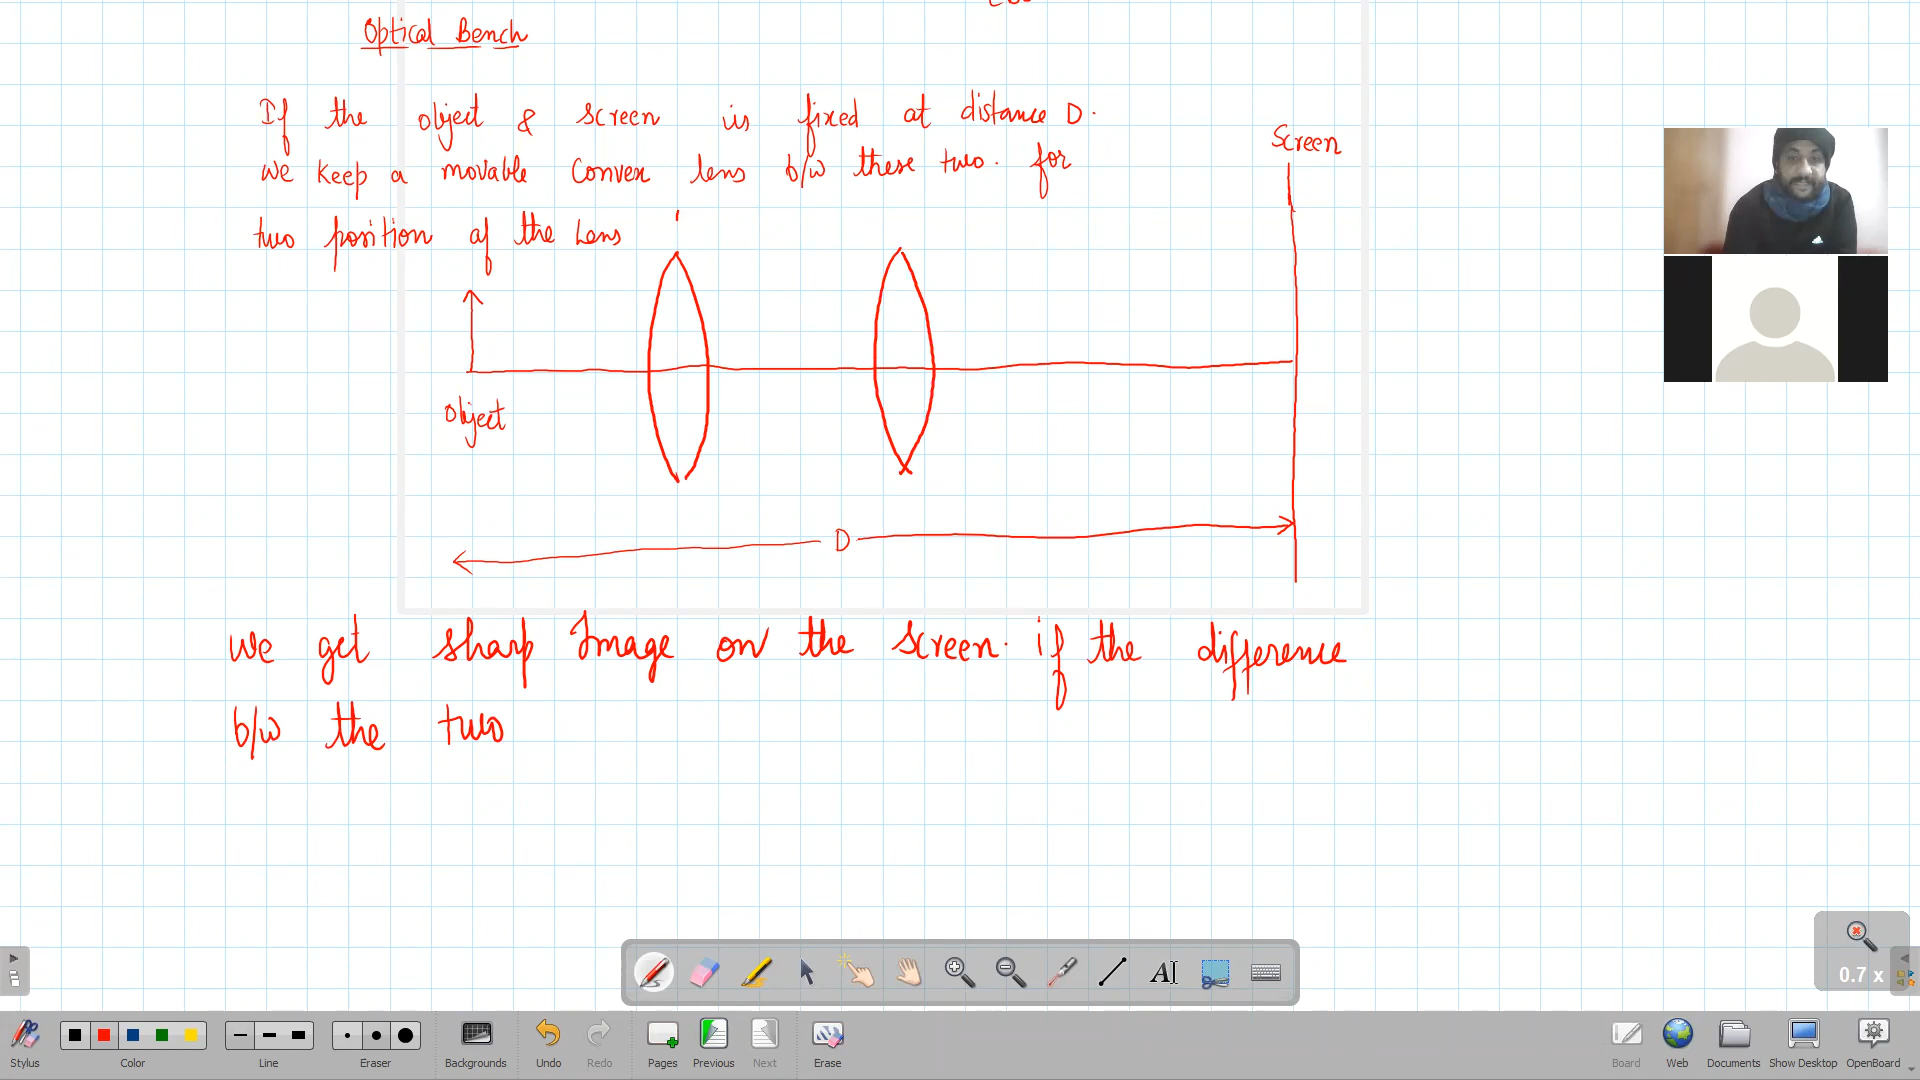 Optical Bench
If the object & screen is fixed at distance D.
we keep a movable convex lens b/w these two. for
Screen
two position of the lens
object
D
we get sharp Image on the screen. if the difference
b/w the two
0.7 x
Stylus
Color
Line
Eraser
Backgrounds
Undo
Redo
Pages
Previous
Next
Erase
Board
Web
Documents
Show Desktop
OpenBoard